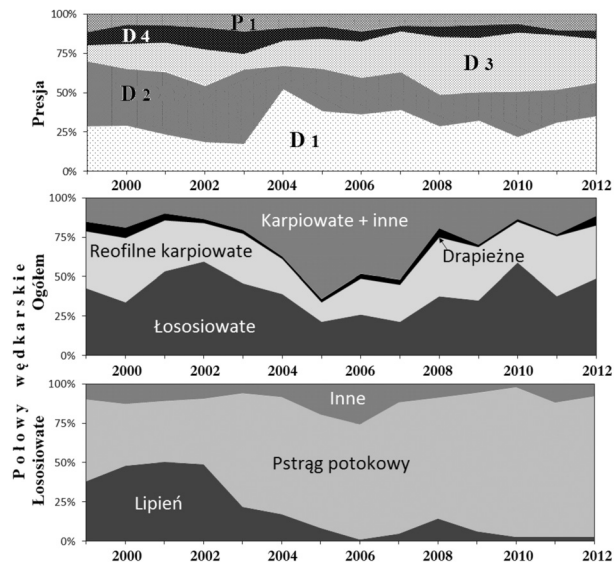 100%
75%
50%
25%
0%
Presja
P 1
D 4
D 3
D 2
D 1
2000 2002 2004 2006 2008 2010 2012
Połowy wędkarskie
Ogółem
100%
75%
50%
25%
0%
Karpiowate + inne
Reofilne karpiowate
Drapieżne
Łososiowate
2000 2002 2004 2006 2008 2010 2012
Łososiowate
100%
75%
50%
25%
0%
Inne
Pstrąg potokowy
Lipień
2000 2002 2004 2006 2008 2010 2012